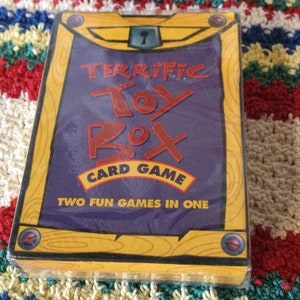 TERRIFIC
TOY
BOX
CARD GAME
TWO FUN GAMES IN ONE